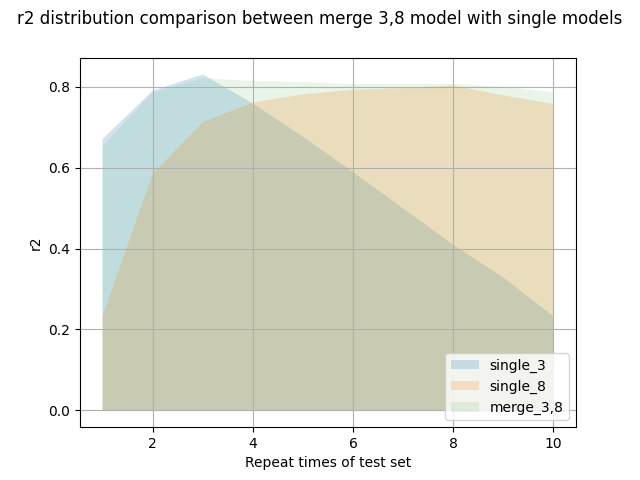 r2 distribution comparison between merge 3,8 model with single models
0.8
0.6
0.4
0.2
0.0
r2
2
4
6
8
10
Repeat times of test set
single_3
single_8
merge_3,8